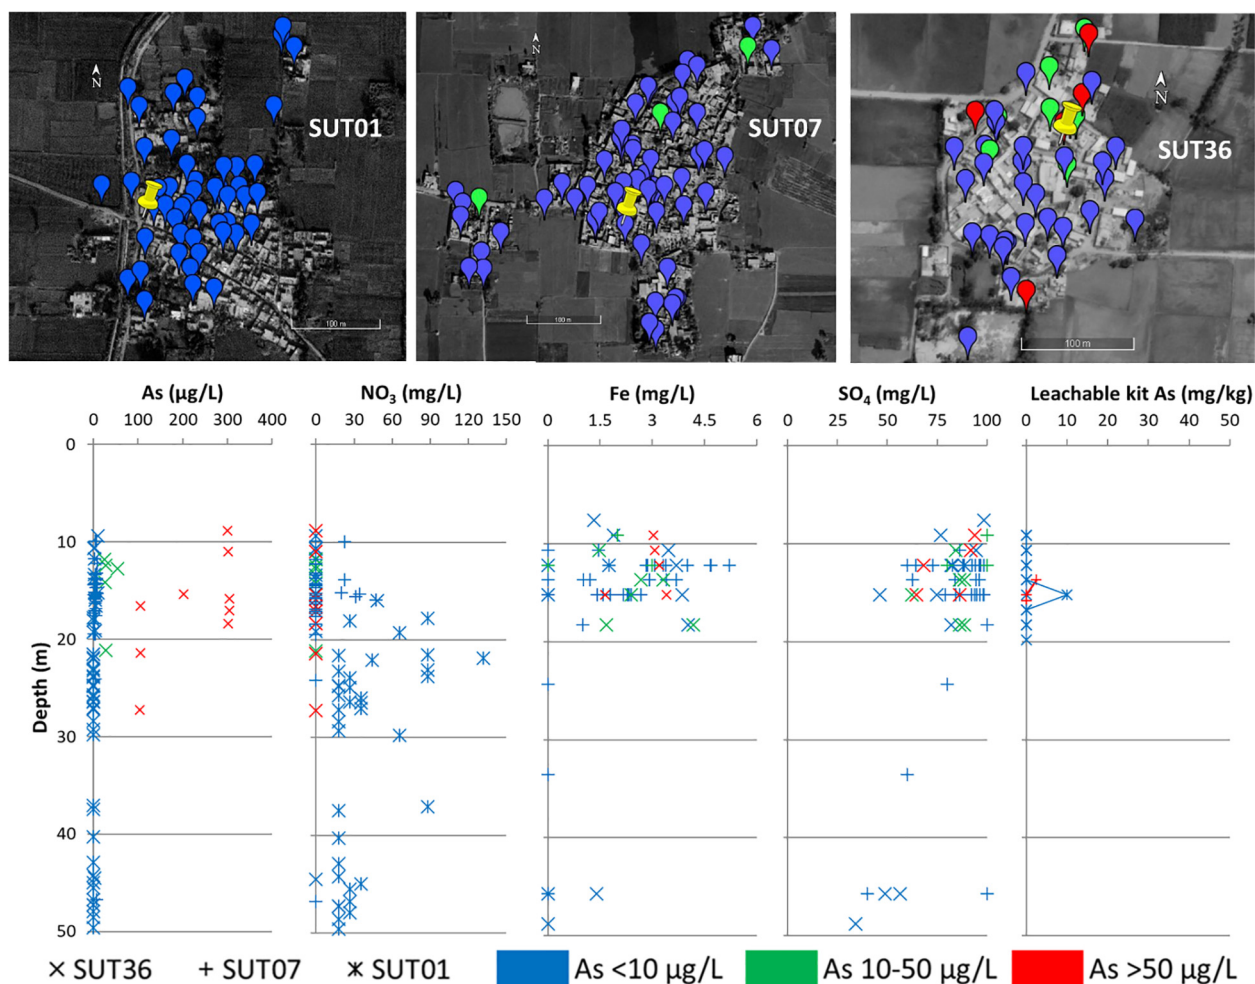 N
SUT01
100 m
N
SUT07
100 m
N
SUT36
100 m
As (µg/L)
NO3 (mg/L)
Fe (mg/L)
SO4 (mg/L)
Leachable kit As (mg/kg)
0 100 200 300 400
0 30 60 90 120 150
0 1.5 3 4.5 6
0 25 50 75 100
0 10 20 30 40 50
Depth (m)
0
10
20
30
40
50
× SUT36
+ SUT07
ж SUT01
As <10 µg/L
As 10-50 µg/L
As >50 µg/L